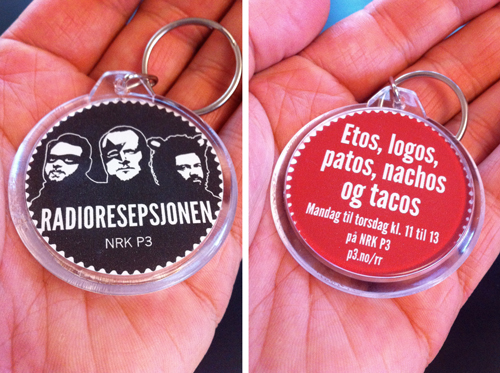 RADIORESEPSJONEN
NRK P3
Etos, logos,
patos, nachos
og tacos
Mandag til torsdag kl. 11 til 13
på NRK P3
p3.no/rr